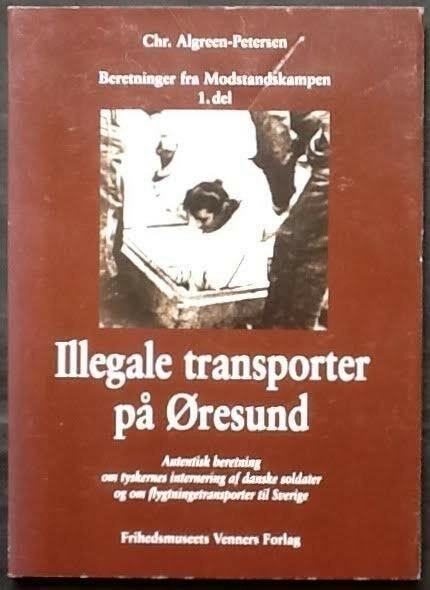 Chr. Algreen-Petersen
Beretninger fra Modstandskampen
1. del
Illegale transporter
på Øresund
Autentisk beretning
om tyskernes internering af danske soldater
og om flygtningetransporter til Sverige
Frihedsmuseets Venners Forlag